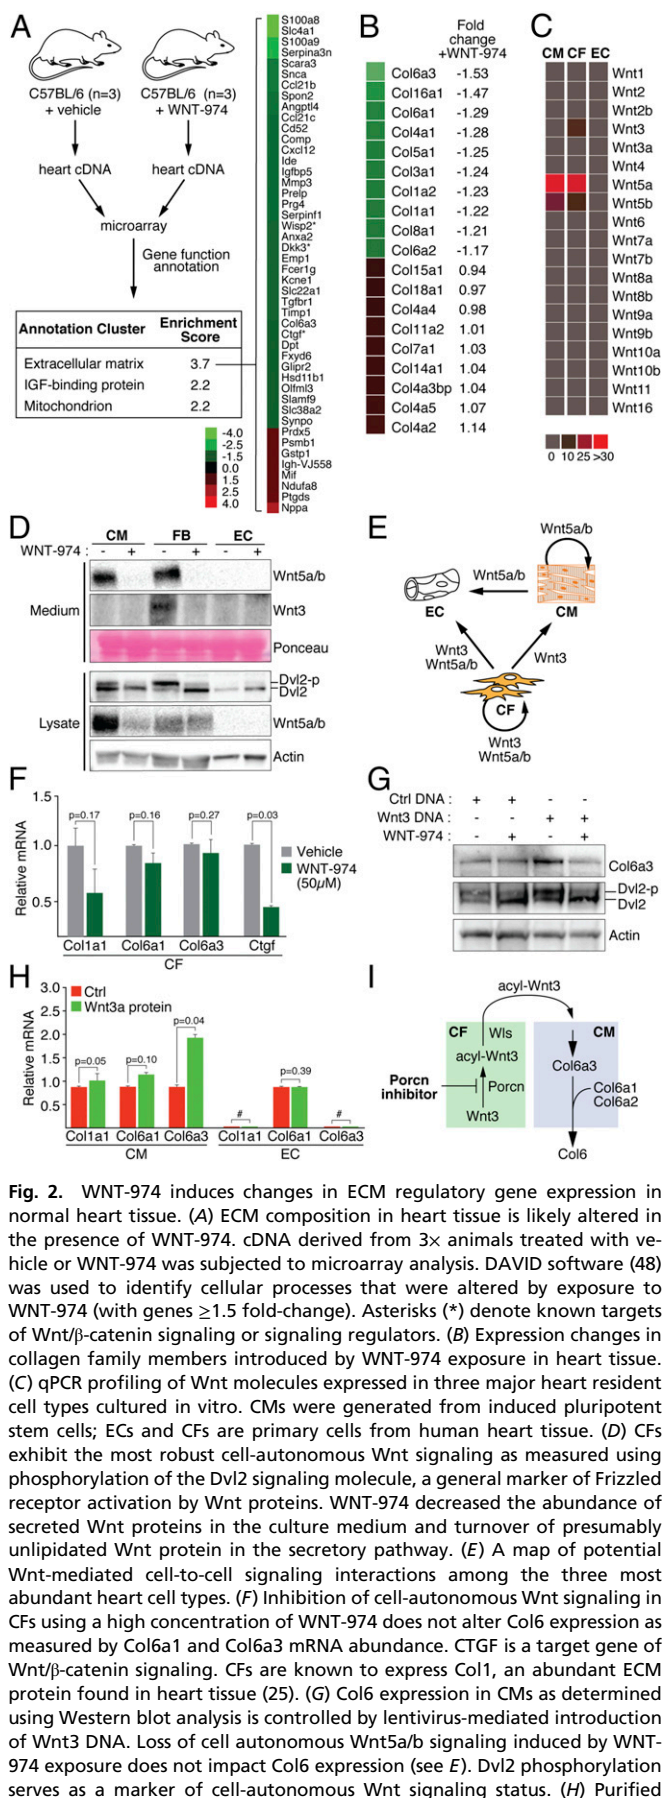 A
C57BL/6 (n=3)
+ vehicle
C57BL/6 (n=3)
+ WNT-974
heart cDNA
heart cDNA
microarray
Gene function
annotation
Annotation Cluster Enrichment Score
Extracellular matrix 3.7
IGF-binding protein 2.2
Mitochondrion 2.2
-4.0
-2.5
-1.5
0.0
1.5
2.5
4.0
S100a8
Slc4a1
S100a9
Serpina3n
Scara3
Snca
Ccl21b
Spon2
Angptl4
Ccl21c
Cd52
Comp
Cxcl12
Ide
Igfbp5
Mmp3
Prelp
Prg4
Serpinf1
Wisp2*
Anxa2
Dkk3*
Emp1
Fcer1g
Kcne1
Slc22a1
Tgfbr1
Timp1
Col6a3
Ctgf*
Dpt
Fxyd6
Glipr2
Hsd11b1
Olfml3
Slamf9
Slc38a2
Synpo
Prdx5
Psmb1
Gstp1
Igh-VJ558
Mif
Ndufa8
Ptgds
Nppa
B
Fold
change
+WNT-974
Col6a3 -1.53
Col16a1 -1.47
Col6a1 -1.29
Col4a1 -1.28
Col5a1 -1.25
Col3a1 -1.24
Col1a2 -1.23
Col1a1 -1.22
Col8a1 -1.21
Col6a2 -1.17
Col15a1 0.94
Col18a1 0.97
Col4a4 0.98
Col11a2 1.01
Col7a1 1.03
Col14a1 1.04
Col4a3bp 1.04
Col4a5 1.07
Col4a2 1.14
C
CM CF EC
Wnt1
Wnt2
Wnt2b
Wnt3
Wnt3a
Wnt4
Wnt5a
Wnt5b
Wnt6
Wnt7a
Wnt7b
Wnt8a
Wnt8b
Wnt9a
Wnt9b
Wnt10a
Wnt10b
Wnt11
Wnt16
0 10 25 >30
D
CM FB EC
WNT-974 : - + - + - +
Medium
Wnt5a/b
Wnt3
Ponceau
Lysate
Dvl2-p
Dvl2
Wnt5a/b
Actin
E
Wnt5a/b
Wnt5a/b
EC
CM
Wnt3
Wnt5a/b
Wnt3
CF
Wnt3
Wnt5a/b
F
Relative mRNA
1.5
1.0
0.5
p=0.17
p=0.16
p=0.27
p=0.03
Vehicle
WNT-974
(50µM)
Col1a1 Col6a1 Col6a3 Ctgf
CF
G
Ctrl DNA : + + - -
Wnt3 DNA : - - + +
WNT-974 : - + - +
Col6a3
Dvl2-p
Dvl2
Actin
H
Relative mRNA
3.0
2.5
2.0
1.5
1.0
0.5
Ctrl
Wnt3a protein
p=0.05
p=0.10
p=0.04
#
p=0.39
#
Col1a1 Col6a1 Col6a3 Col1a1 Col6a1 Col6a3
CM EC
I
acyl-Wnt3
CF Wls
acyl-Wnt3
Porcn
inhibitor
Porcn
Wnt3
CM
Col6a3
Col6a1
Col6a2
Col6
Fig. 2. WNT-974 induces changes in ECM regulatory gene expression in
normal heart tissue. (A) ECM composition in heart tissue is likely altered in
the presence of WNT-974. cDNA derived from 3× animals treated with ve-
hicle or WNT-974 was subjected to microarray analysis. DAVID software (48)
was used to identify cellular processes that were altered by exposure to
WNT-974 (with genes ≥1.5 fold-change). Asterisks (*) denote known targets
of Wnt/β-catenin signaling or signaling regulators. (B) Expression changes in
collagen family members introduced by WNT-974 exposure in heart tissue.
(C) qPCR profiling of Wnt molecules expressed in three major heart resident
cell types cultured in vitro. CMs were generated from induced pluripotent
stem cells; ECs and CFs are primary cells from human heart tissue. (D) CFs
exhibit the most robust cell-autonomous Wnt signaling as measured using
phosphorylation of the Dvl2 signaling molecule, a general marker of Frizzled
receptor activation by Wnt proteins. WNT-974 decreased the abundance of
secreted Wnt proteins in the culture medium and turnover of presumably
unlipidated Wnt protein in the secretory pathway. (E) A map of potential
Wnt-mediated cell-to-cell signaling interactions among the three most
abundant heart cell types. (F) Inhibition of cell-autonomous Wnt signaling in
CFs using a high concentration of WNT-974 does not alter Col6 expression as
measured by Col6a1 and Col6a3 mRNA abundance. CTGF is a target gene of
Wnt/β-catenin signaling. CFs are known to express Col1, an abundant ECM
protein found in heart tissue (25). (G) Col6 expression in CMs as determined
using Western blot analysis is controlled by lentivirus-mediated introduction
of Wnt3 DNA. Loss of cell autonomous Wnt5a/b signaling induced by WNT-
974 exposure does not impact Col6 expression (see E). Dvl2 phosphorylation
serves as a marker of cell-autonomous Wnt signaling status. (H) Purified